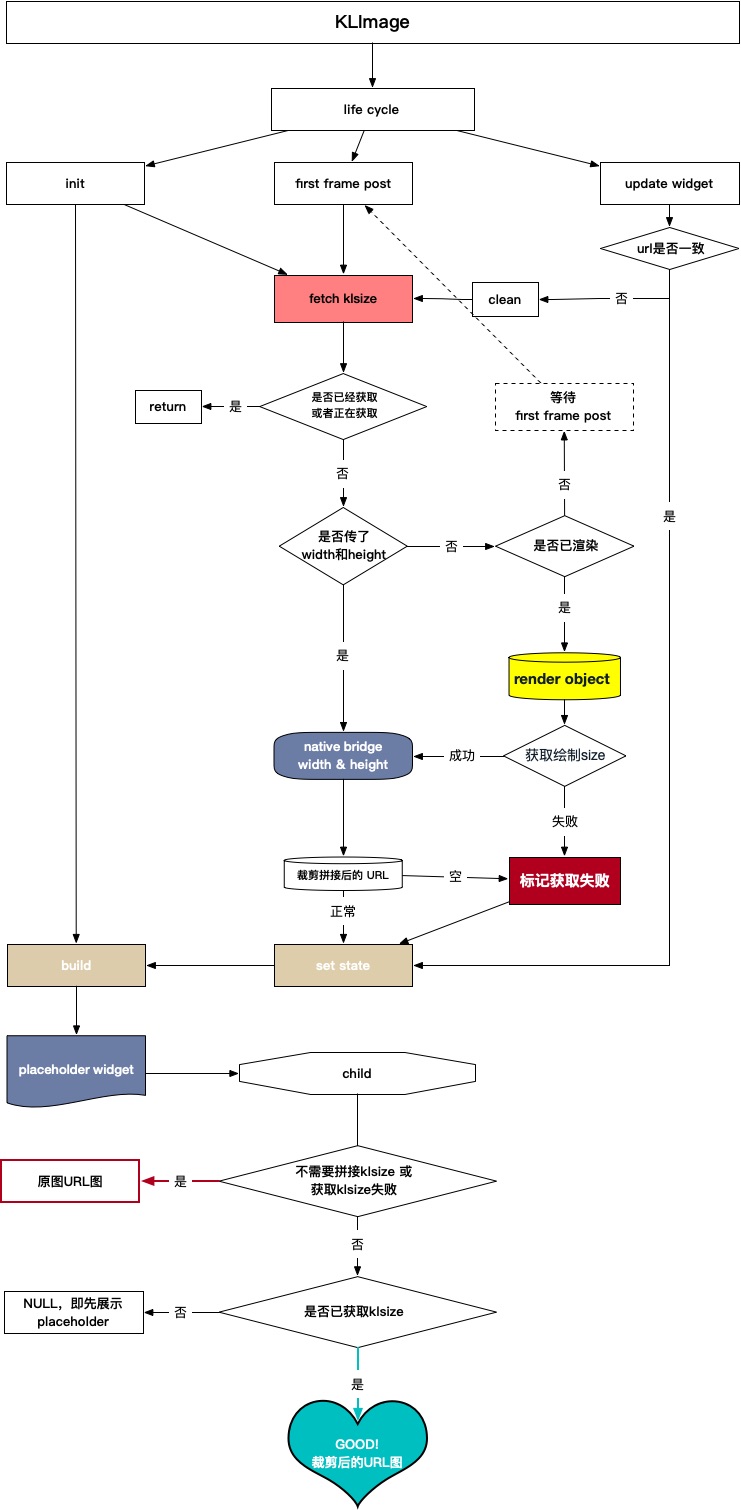 KLImage
life cycle
init
first frame post
update widget
url是否一致
fetch klsize
clean
否
是否已经获取
或者正在获取
是
return
等待
first frame post
否
否
是
是否传了
width和height
否
是否已渲染
是
是
render object
native bridge
width & height
成功
获取绘制size
失败
裁剪拼接后的 URL
空
标记获取失败
正常
build
set state
placeholder widget
child
不需要拼接klsize 或
获取klsize失败
是
原图URL图
否
是否已获取klsize
否
NULL，即先展示
placeholder
是
GOOD!
裁剪后的URL图